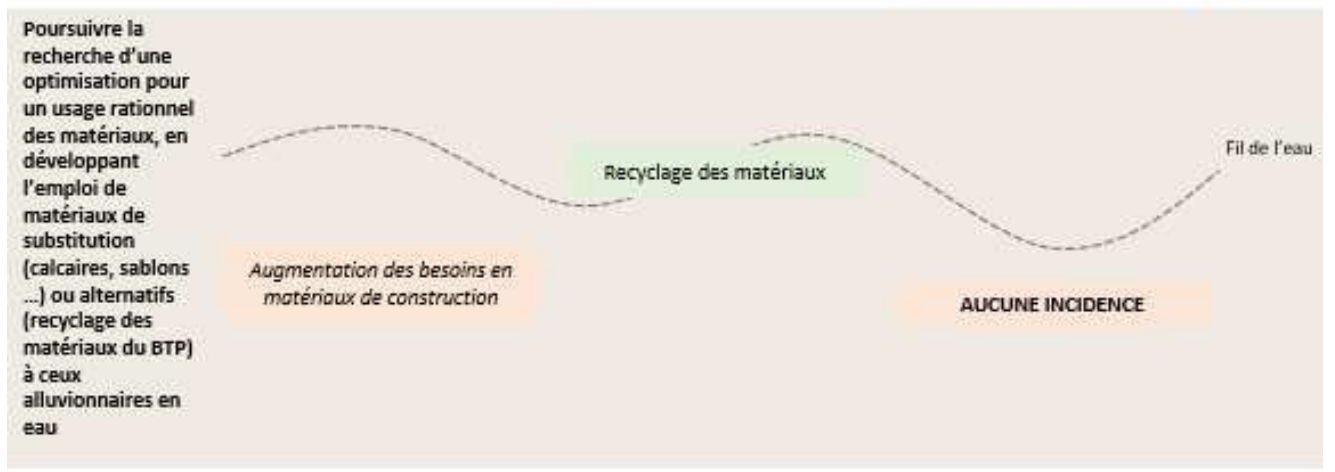 Poursuivre la
recherche d'une
optimisation pour
un usage rationnel
des matériaux, en
développant
l'emploi de
matériaux de
substitution
(calcaires, sablons
...) ou alternatifs
(recyclage des
matériaux du BTP)
à ceux
alluvionnaires en
eau
Augmentation des besoins en
matériaux de construction
Recyclage des matériaux
AUCUNE INCIDENCE
Fil de l'eau